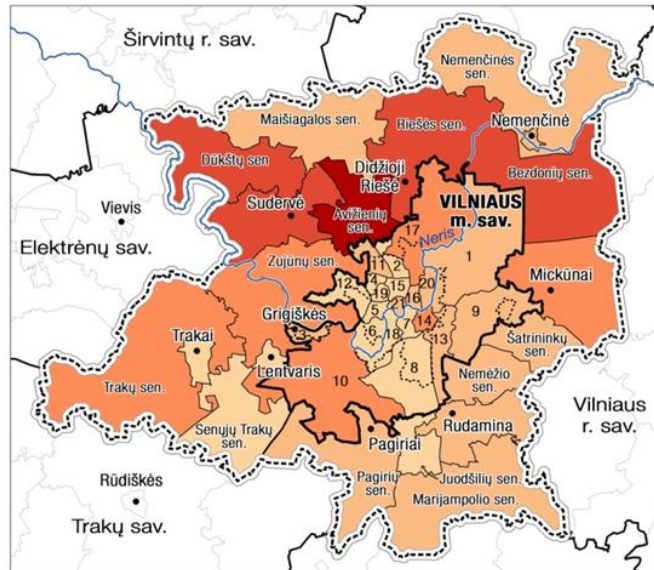 Širvintų r. sav.
Nemenčinės
sen.
Maišiagalos sen.
Riešės sen.
Nemenčinė
Dūkštų sen
Didžioji
Riešė
Bezdonių sen.
Vievis
Sudervė
Avižienių
sen.
VILNIAUS
m. sav.
Neris
Elektrėnų sav.
Zujūnų sen.
17
1
11
2
12
4
15
20
Mickūnai
19
16
5
21
Grigiškės
3
6
18
7
14
9
13
Trakai
Šatrininkų
sen.
Lentvaris
8
Nemėžio
sen.
Trakų sen.
10
Vilniaus
r. sav.
Senųjų Trakų
sen.
Pagiriai
Rudamina
Rūdiškės
Pagirių
sen.
Juodšilių sen.
Marijampolio sen.
Trakų sav.